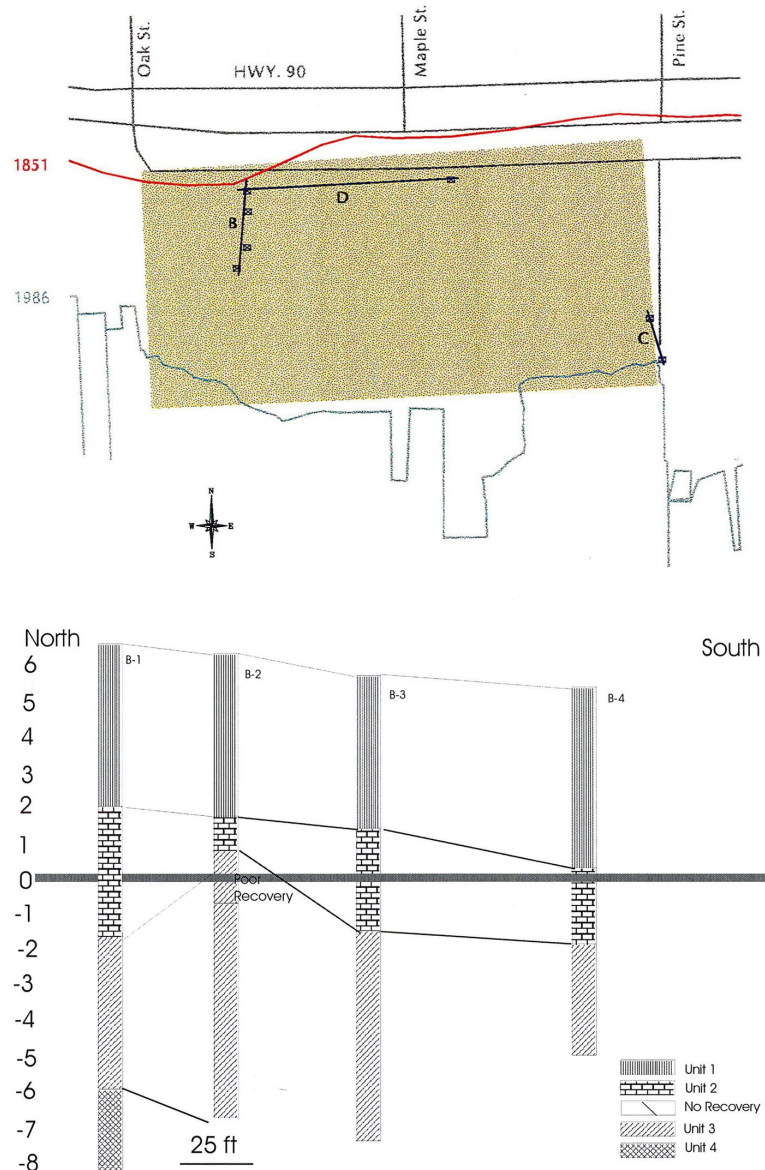 Oak St.
Maple St.
Pine St.
HWY. 90
1851
D
B
1986
C
N
W E
S
North
South
6
B-1
B-2
B-3
B-4
5
4
3
2
1
0
Poor
Recovery
-1
-2
-3
-4
-5
-6
-7
-8
25 ft
Unit 1
Unit 2
No Recovery
Unit 3
Unit 4